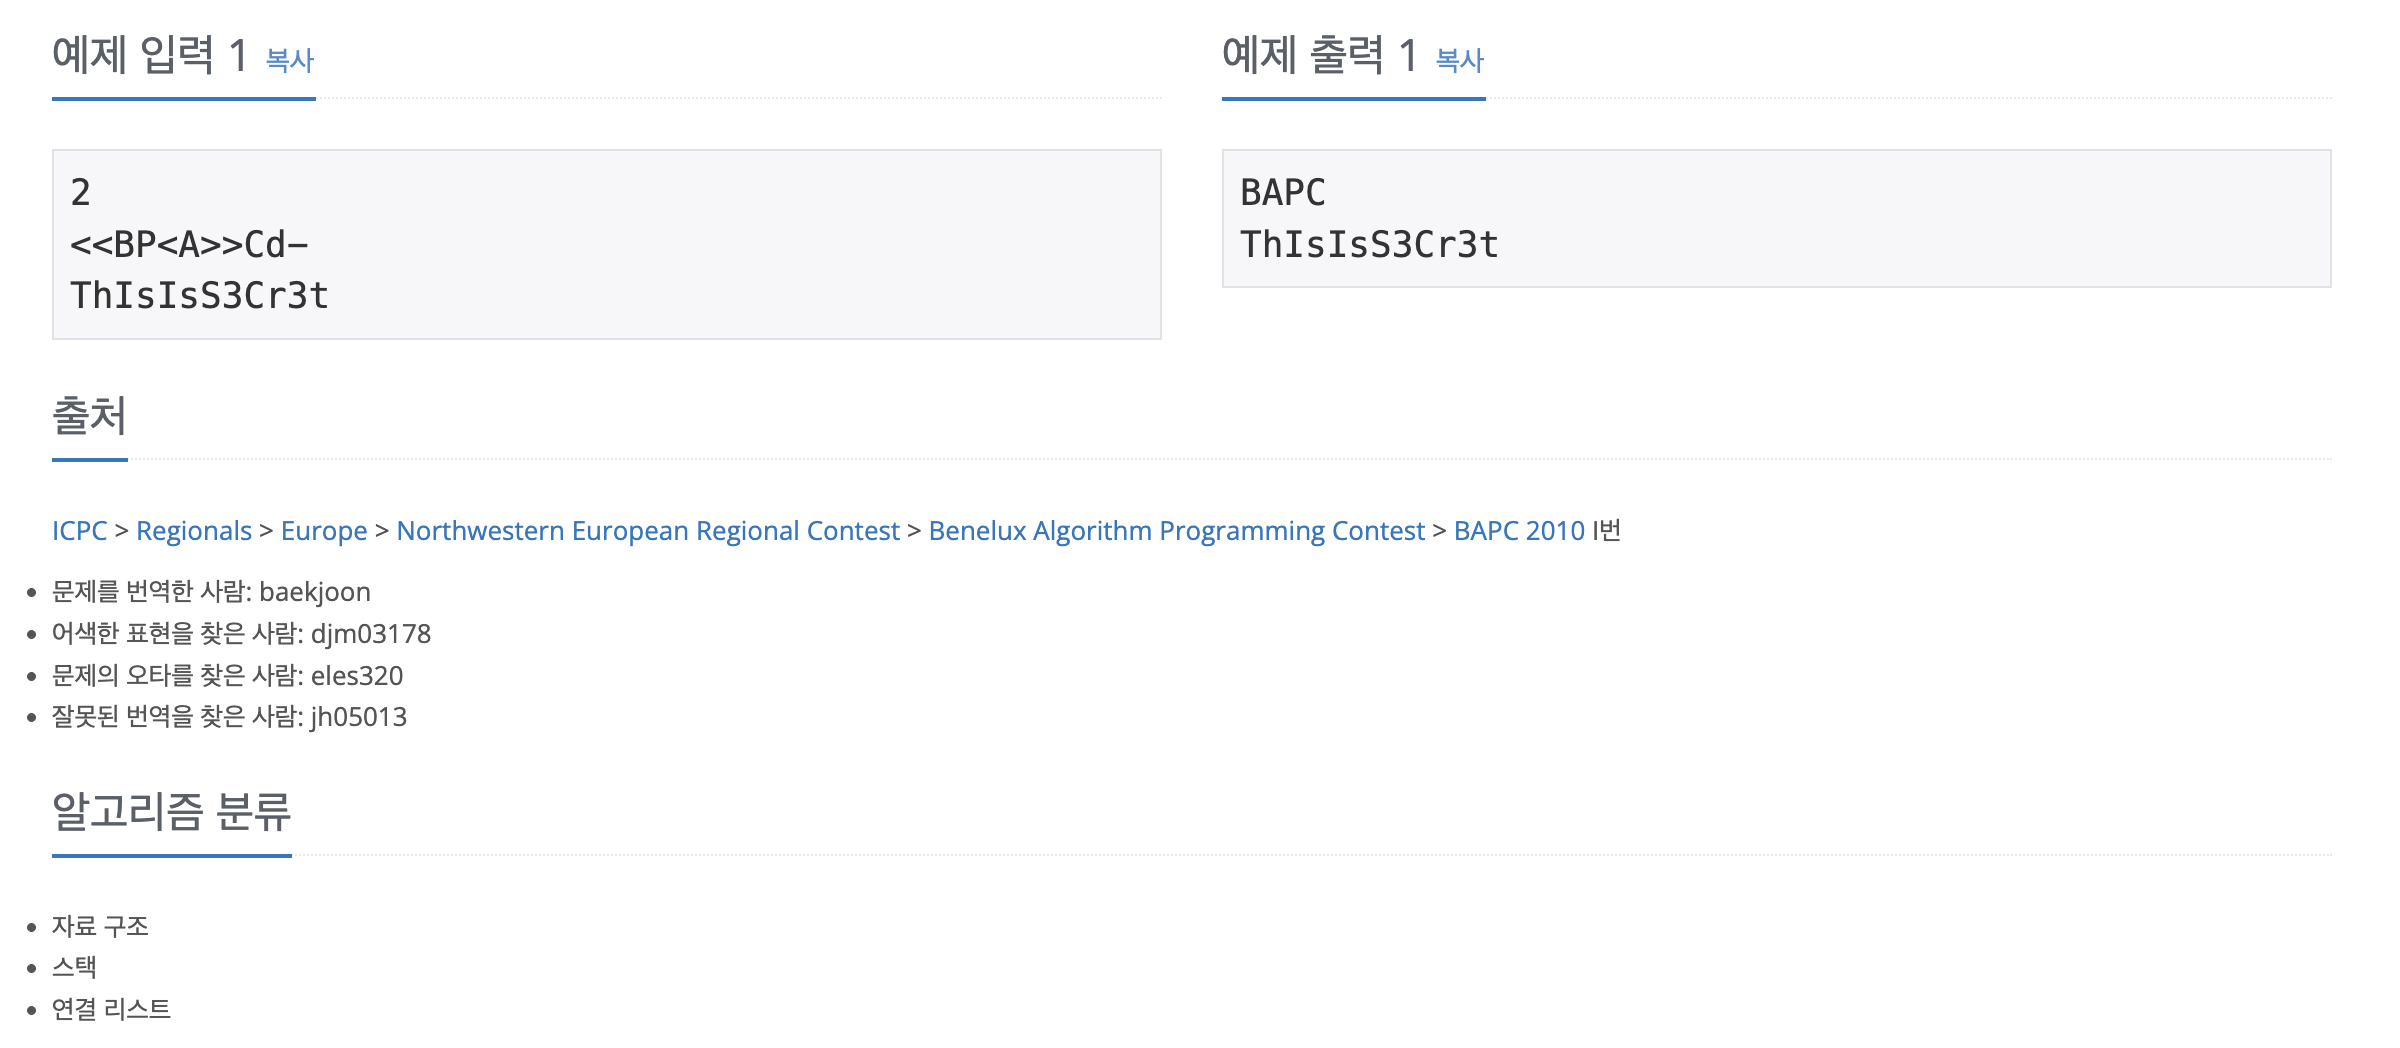 예제 입력 1 복사
2
<<BP<A>>Cd-
ThIsIsS3Cr3t
예제 출력 1 복사
BAPC
ThIsIsS3Cr3t
출처
ICPC > Regionals > Europe > Northwestern European Regional Contest > Benelux Algorithm Programming Contest > BAPC 2010 I번
• 문제를 번역한 사람: baekjoon
• 어색한 표현을 찾은 사람: djm03178
• 문제의 오타를 찾은 사람: eles320
• 잘못된 번역을 찾은 사람: jh05013
알고리즘 분류
• 자료 구조
• 스택
• 연결 리스트